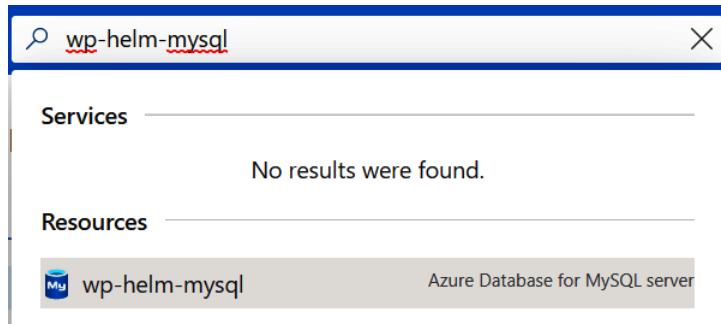 wp-helm-mysql
Services
No results were found.
Resources
My wp-helm-mysql Azure Database for MySQL server